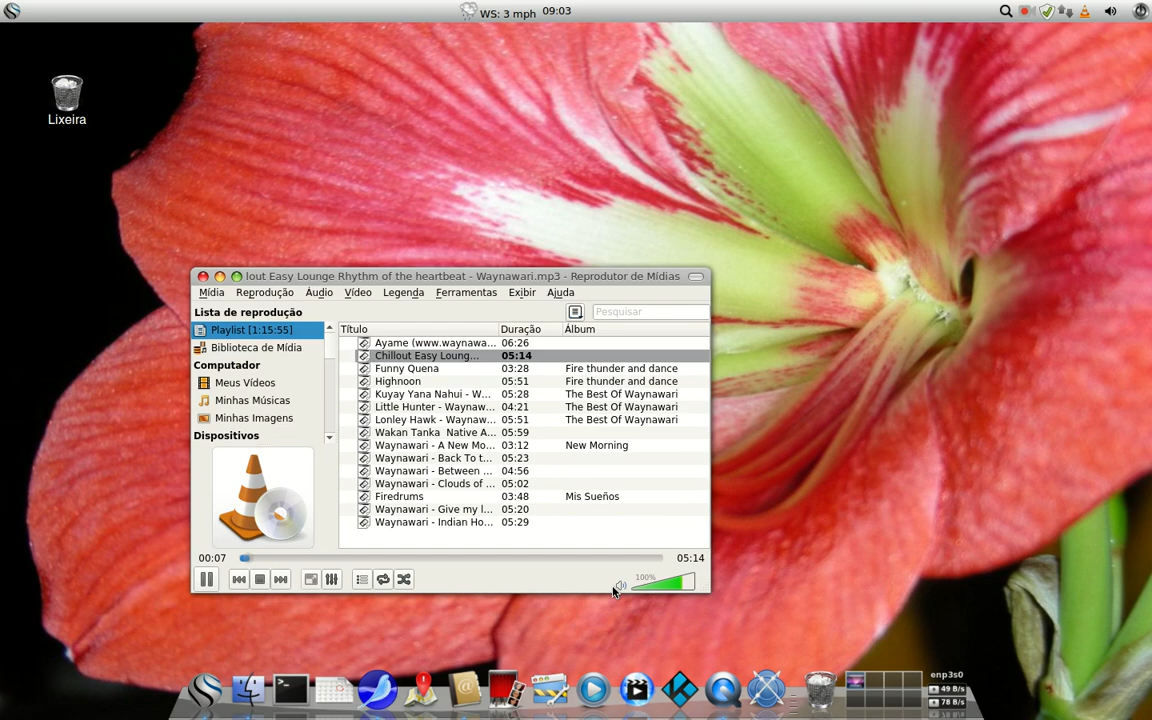 WS: 3 mph 09:03
Lixeira
lout Easy Lounge Rhythm of the heartbeat - Waynawari.mp3 - Reprodutor de Mídias
Mídia Reprodução Áudio Vídeo Legenda Ferramentas Exibir Ajuda
Lista de reprodução
Pesquisar
Playlist [1:15:55]
Biblioteca de Mídia
Computador
Meus Vídeos
Minhas Músicas
Minhas Imagens
Dispositivos
Título Duração Álbum
Ayame (www.waynawa... 06:26
Chillout Easy Loung... 05:14
Funny Quena 03:28 Fire thunder and dance
Highnoon 05:51 Fire thunder and dance
Kuyay Yana Nahui - W... 05:28 The Best Of Waynawari
Little Hunter - Waynaw... 04:21 The Best Of Waynawari
Lonley Hawk - Waynaw... 05:51 The Best Of Waynawari
Wakan Tanka Native A... 05:59
Waynawari - A New Mo... 03:12 New Morning
Waynawari - Back To t... 05:23
Waynawari - Between ... 04:56
Waynawari - Clouds of ... 05:02
Firedrums 03:48 Mis Sueños
Waynawari - Give my l... 05:20
Waynawari - Indian Ho... 05:29
00:07 05:14
100%
enp3s0
49 B/s
78 B/s